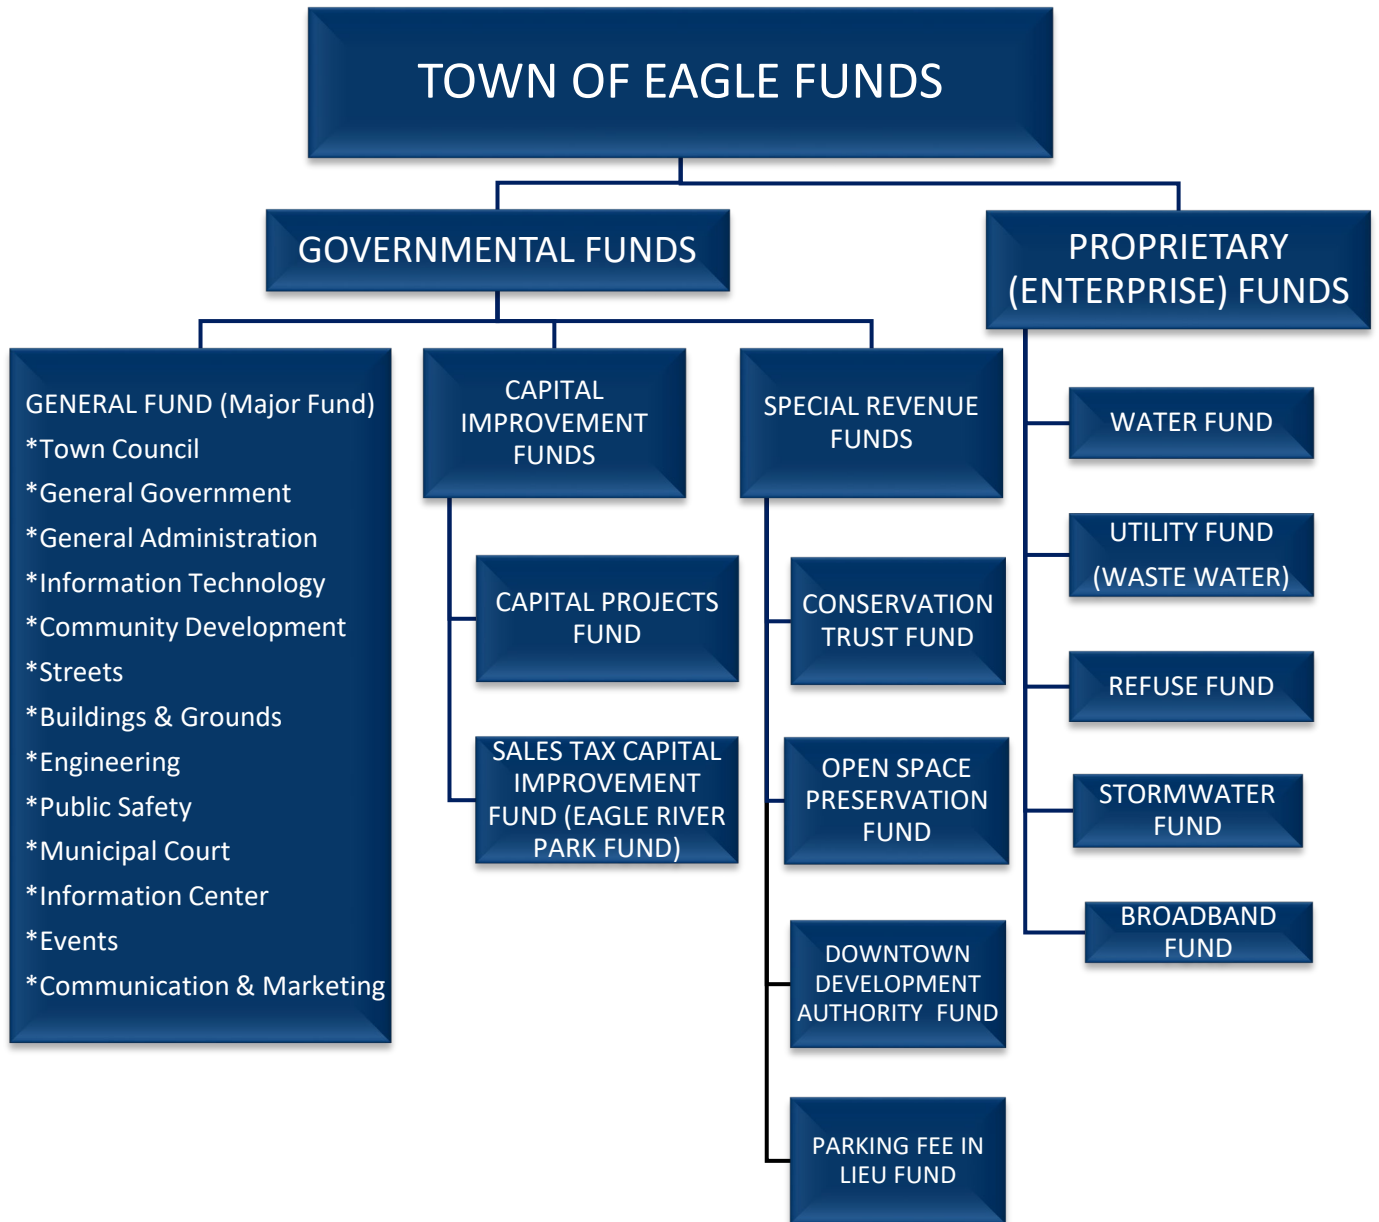 TOWN OF EAGLE FUNDS
GOVERNMENTAL FUNDS
PROPRIETARY
(ENTERPRISE) FUNDS
GENERAL FUND (Major Fund)
*Town Council
*General Government
*General Administration
*Information Technology
*Community Development
*Streets
*Buildings & Grounds
*Engineering
*Public Safety
*Municipal Court
*Information Center
*Events
*Communication & Marketing
CAPITAL
IMPROVEMENT
FUNDS
CAPITAL PROJECTS
FUND
SALES TAX CAPITAL
IMPROVEMENT
FUND (EAGLE RIVER
PARK FUND)
SPECIAL REVENUE
FUNDS
CONSERVATION
TRUST FUND
OPEN SPACE
PRESERVATION
FUND
DOWNTOWN
DEVELOPMENT
AUTHORITY FUND
PARKING FEE IN
LIEU FUND
WATER FUND
UTILITY FUND
(WASTE WATER)
REFUSE FUND
STORMWATER
FUND
BROADBAND
FUND